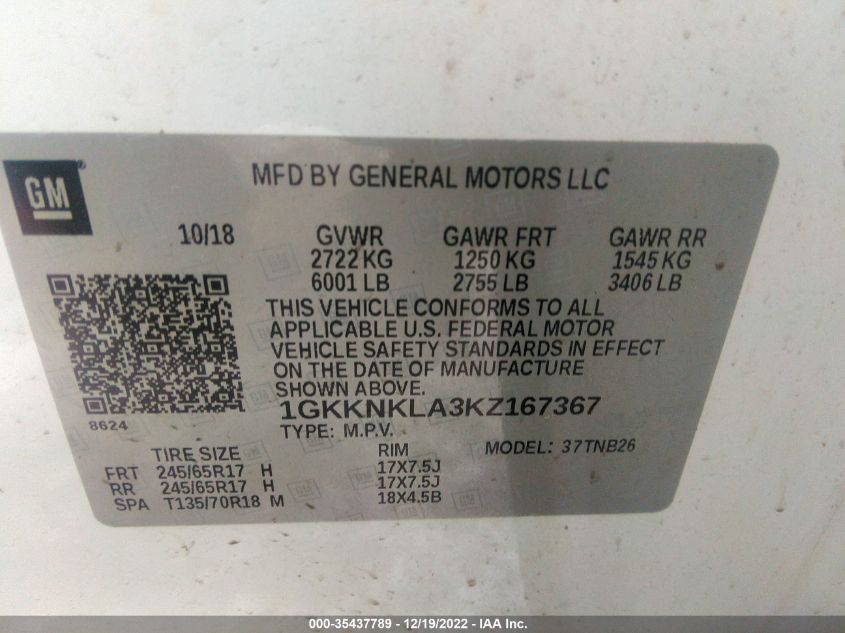 GM
MFD BY GENERAL MOTORS LLC
10/18 GVWR GAWR FRT GAWR RR
2722 KG 1250 KG 1545 KG
6001 LB 2755 LB 3406 LB
THIS VEHICLE CONFORMS TO ALL
APPLICABLE U.S. FEDERAL MOTOR
VEHICLE SAFETY STANDARDS IN EFFECT
ON THE DATE OF MANUFACTURE
SHOWN ABOVE.
1GKKNKLA3KZ167367
8624
TYPE: M.P.V. MODEL: 37TNB26
TIRE SIZE RIM
FRT 245/65R17 H 17X7.5J
RR 245/65R17 H 17X7.5J
SPA T135/70R18 M 18X4.5B
000-35437789 - 12/19/2022 - IAA Inc.